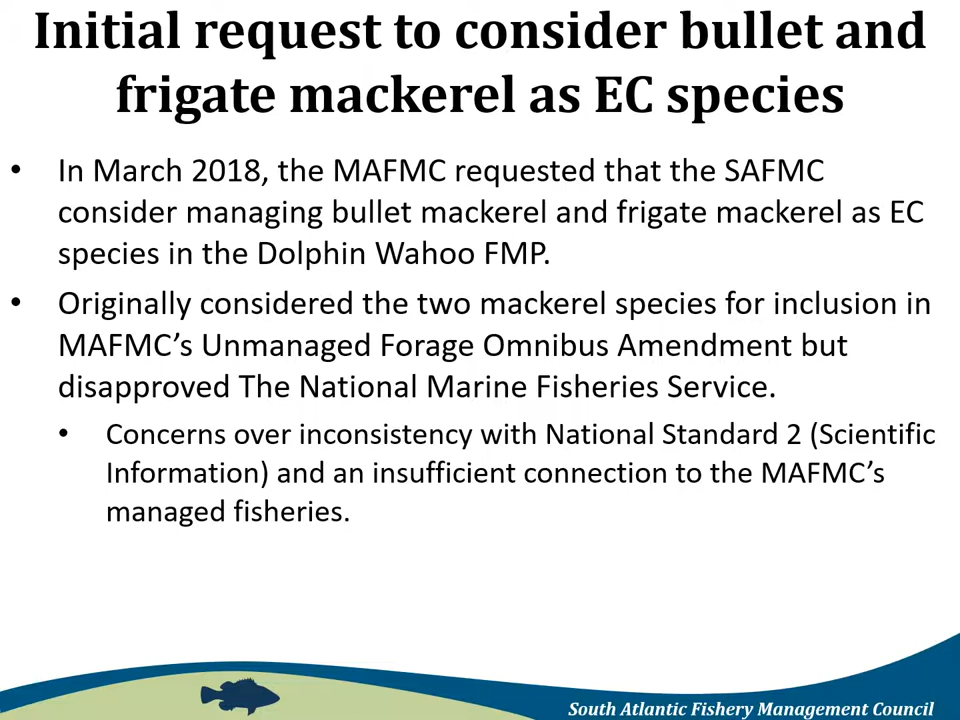 Initial request to consider bullet and
frigate mackerel as EC species
• In March 2018, the MAFMC requested that the SAFMC
consider managing bullet mackerel and frigate mackerel as EC
species in the Dolphin Wahoo FMP.
• Originally considered the two mackerel species for inclusion in
MAFMC’s Unmanaged Forage Omnibus Amendment but
disapproved The National Marine Fisheries Service.
• Concerns over inconsistency with National Standard 2 (Scientific
Information) and an insufficient connection to the MAFMC’s
managed fisheries.
South Atlantic Fishery Management Council